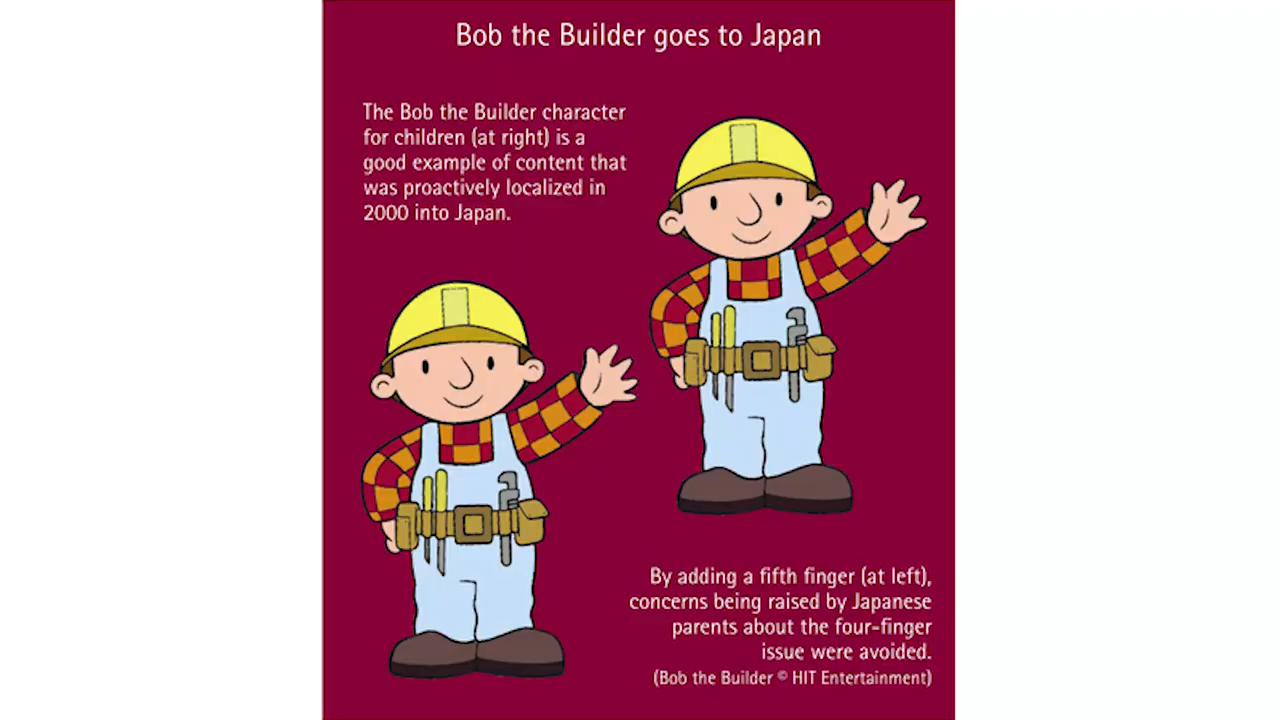 Bob the Builder goes to Japan
The Bob the Builder character
for children (at right) is a
good example of content that
was proactively localized in
2000 into Japan.
By adding a fifth finger (at left),
concerns being raised by Japanese
parents about the four-finger
issue were avoided.
(Bob the Builder © HIT Entertainment)